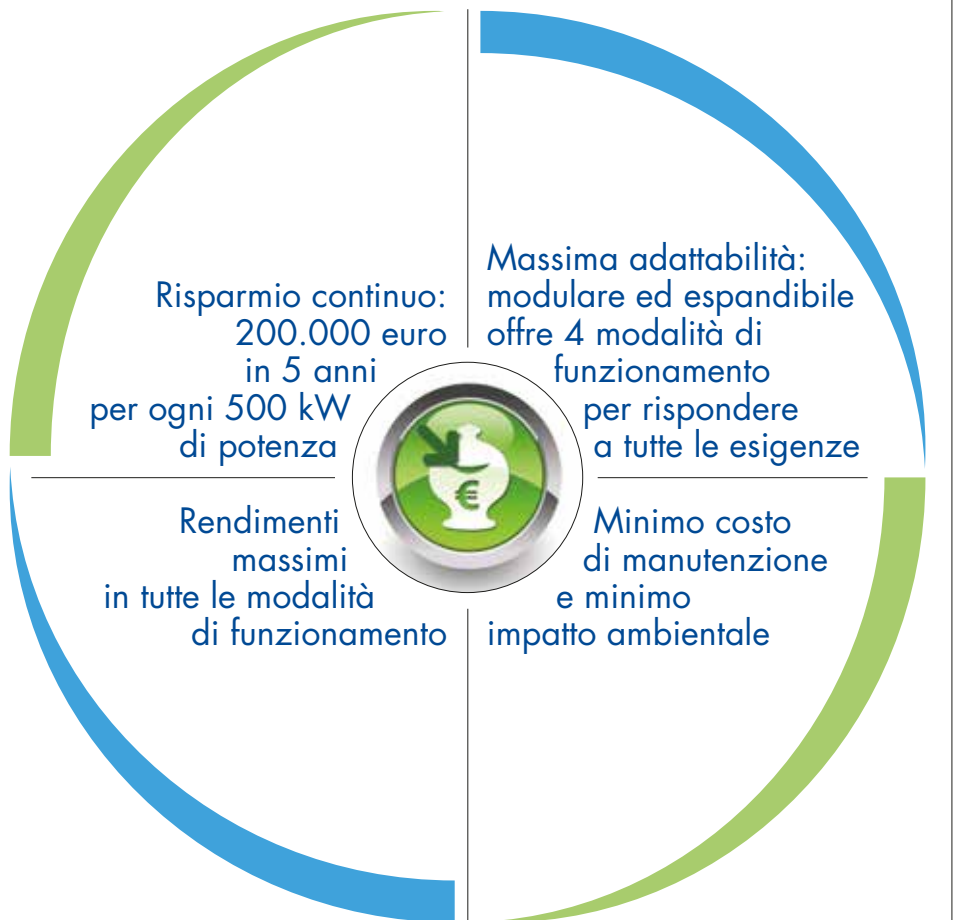 Risparmio continuo:
200.000 euro
in 5 anni
per ogni 500 kW
di potenza
Massima adattabilità:
modulare ed espandibile
offre 4 modalità di
funzionamento
per rispondere
a tutte le esigenze
€
Rendimenti
massimi
in tutte le modalità
di funzionamento
Minimo costo
di manutenzione
e minimo
impatto ambientale